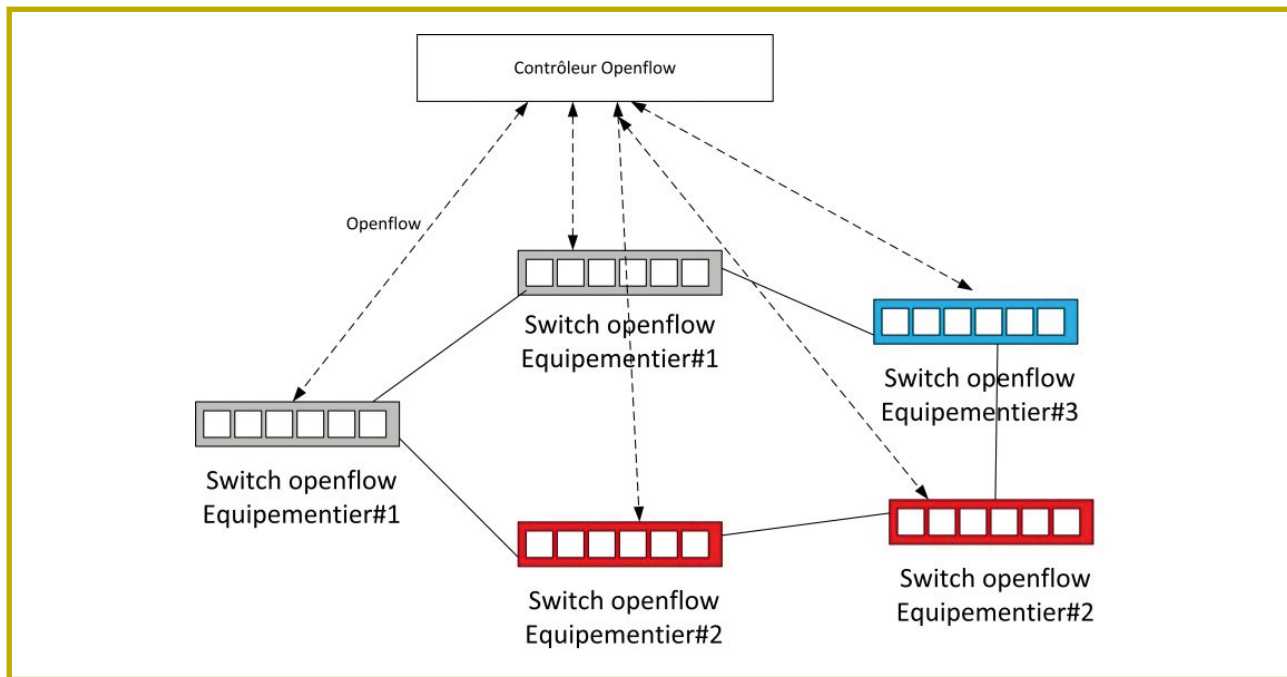 Contrôleur Openflow
Openflow
Switch openflow
Equipementier#1
Switch openflow
Equipementier#3
Switch openflow
Equipementier#1
Switch openflow
Equipementier#2
Switch openflow
Equipementier#2